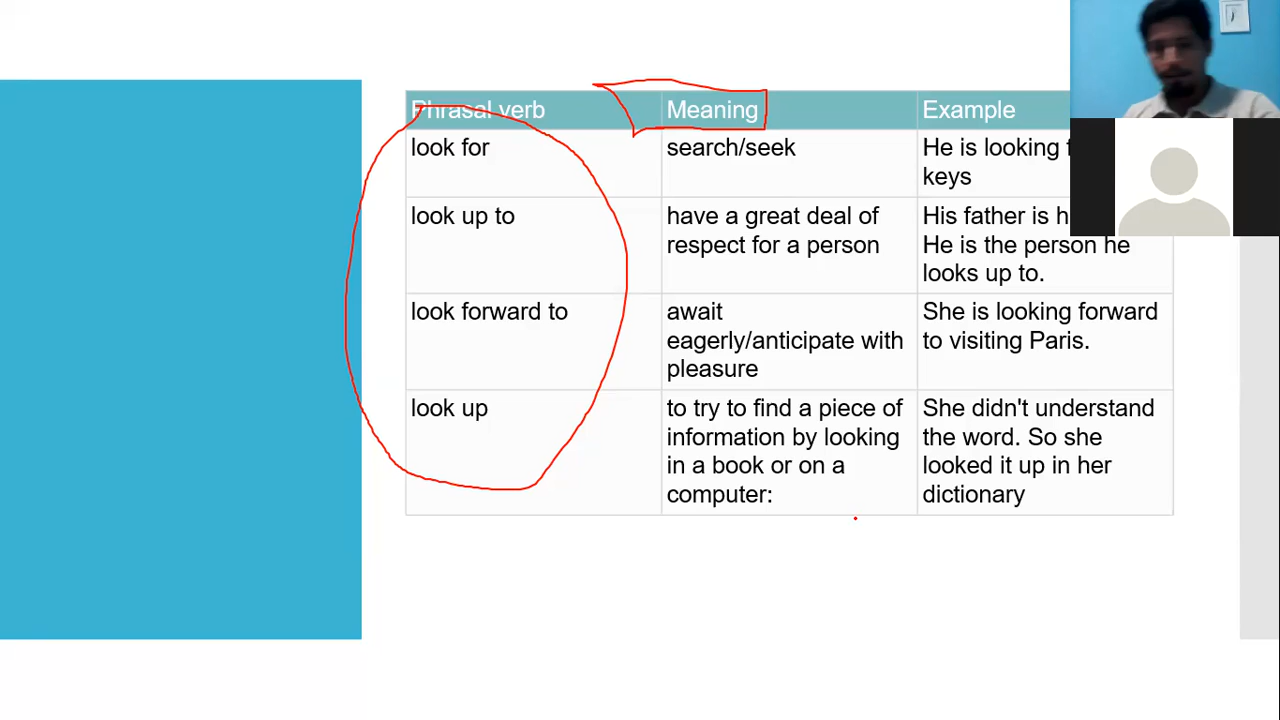 Phrasal verb
Meaning
Example
look for
search/seek
He is looking
keys
look up to
have a great deal of
respect for a person
His father is
He is the person he
looks up to.
look forward to
await
eagerly/anticipate with
pleasure
She is looking forward
to visiting Paris.
look up
to try to find a piece of
information by looking
in a book or on a
computer:
She didn't understand
the word. So she
looked it up in her
dictionary